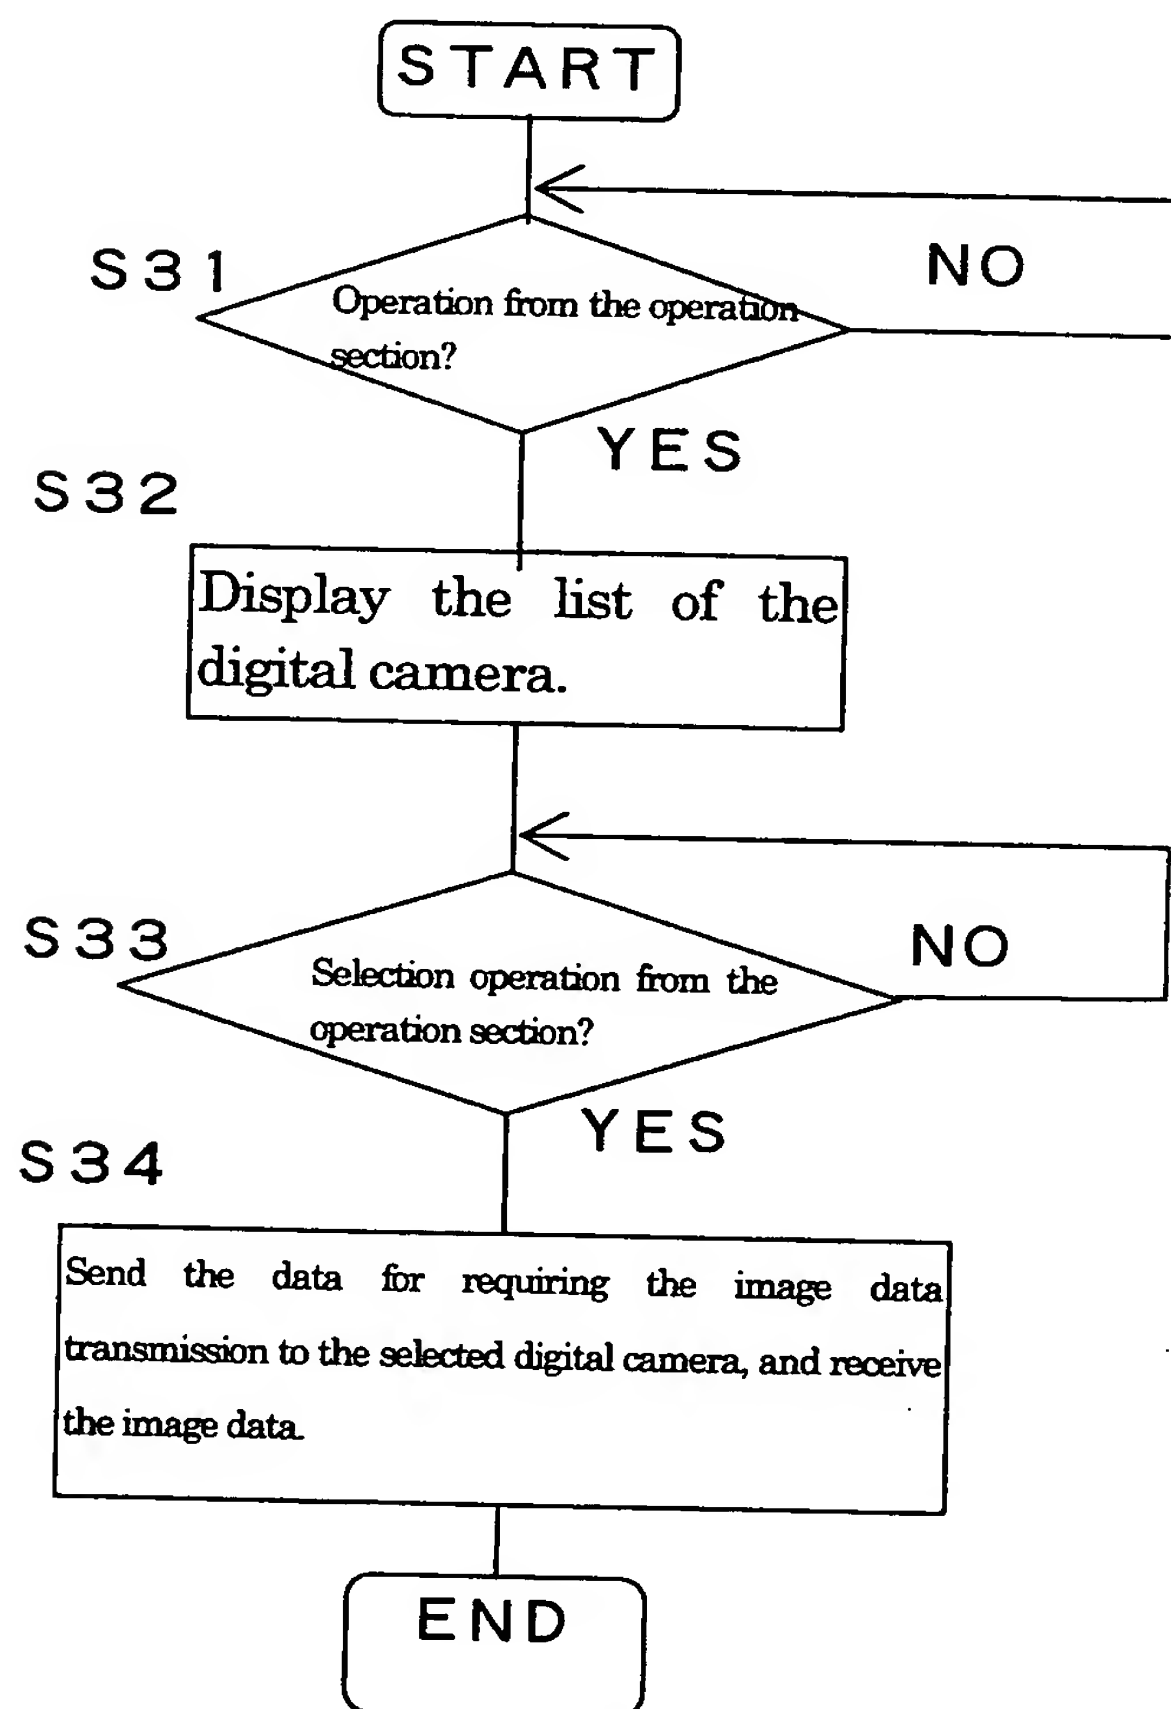 START
S31
NO
Operation from the operation
section?
YES
S32
Display the list of the
digital camera.
S33
NO
Selection operation from the
operation section?
YES
S34
Send the data for requiring the image data
transmission to the selected digital camera, and receive
the image data.
END